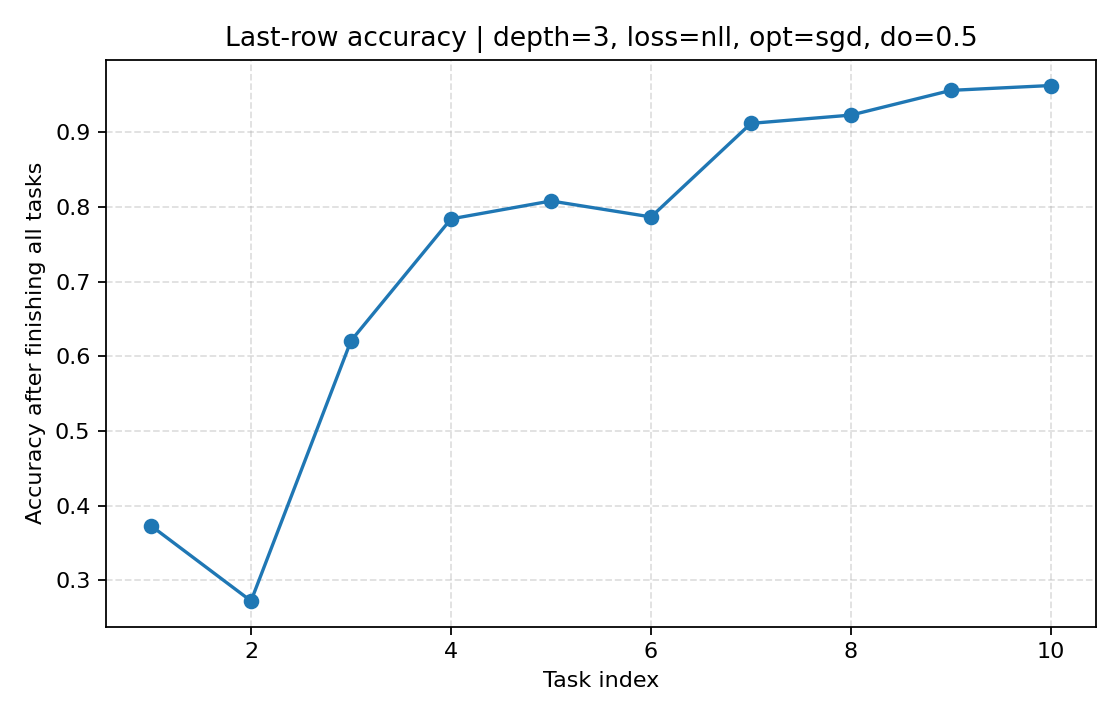 Last-row accuracy | depth=3, loss=nll, opt=sgd, do=0.5
Accuracy after finishing all tasks
0.9
0.8
0.7
0.6
0.5
0.4
0.3
2 4 6 8 10
Task index